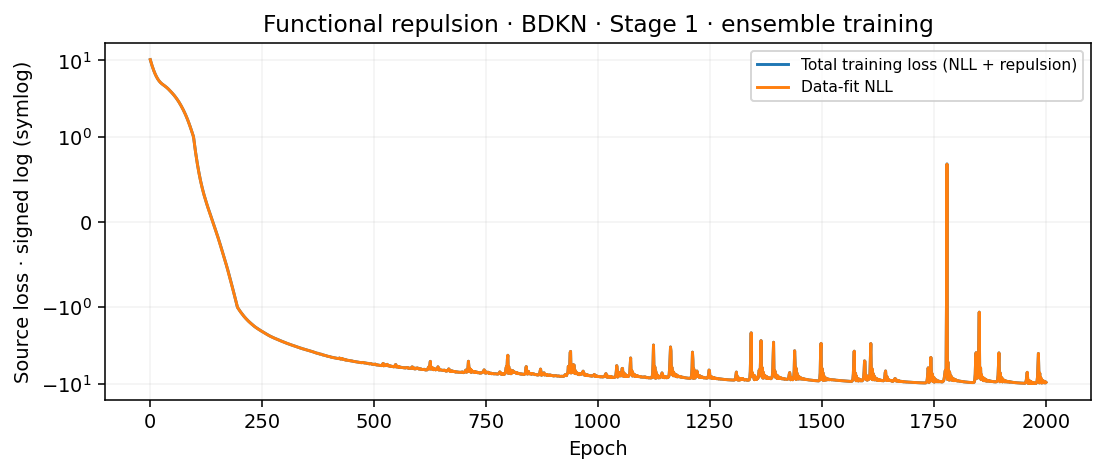 Functional repulsion · BDKN · Stage 1 · ensemble training
Source loss · signed log (symlog)
10¹
10⁰
0
−10⁰
−10¹
Total training loss (NLL + repulsion)
Data-fit NLL
0 250 500 750 1000 1250 1500 1750 2000
Epoch